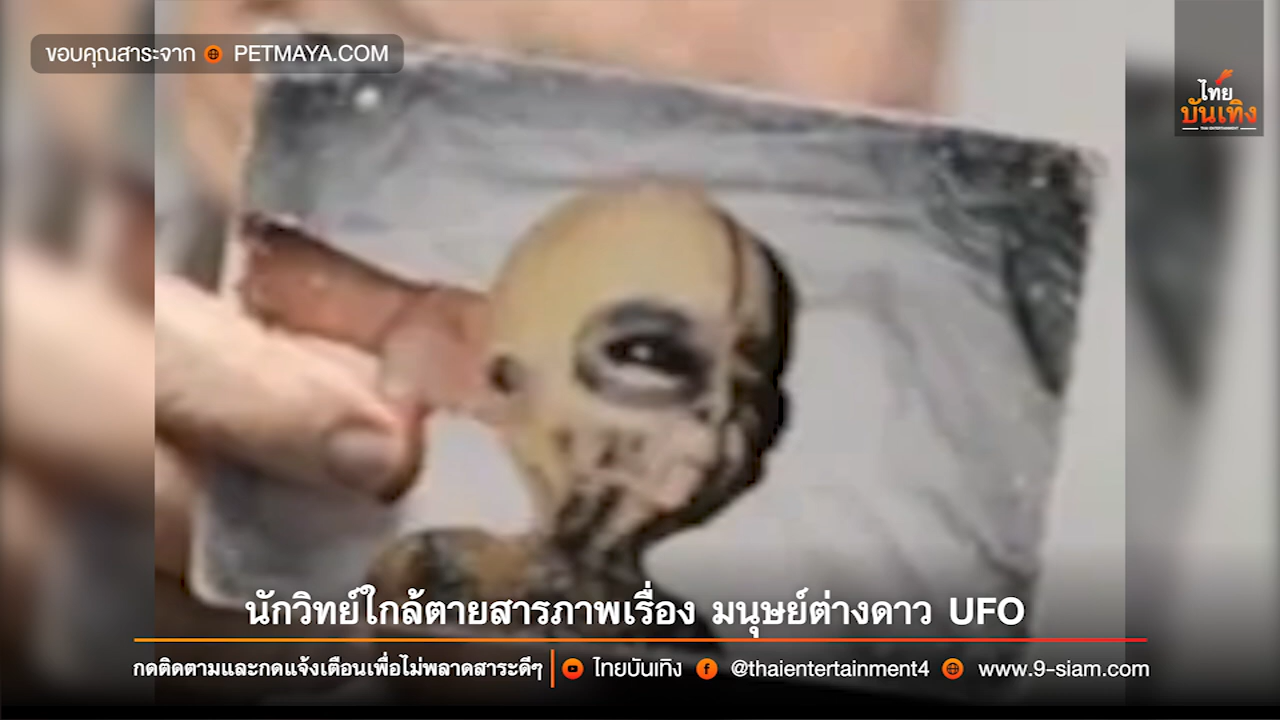 ขอบคุณสาระจาก PETMAYA.COM
ไทย
บันเทิง
THAI ENTERTAINMENT
นักวิทย์ใกล้ตายสารภาพเรื่อง มนุษย์ต่างดาว UFO
กดติดตามและกดแจ้งเตือนเพื่อไม่พลาดสาระดีๆ ไทยบันเทิง @thaientertainment4 www.9-siam.com